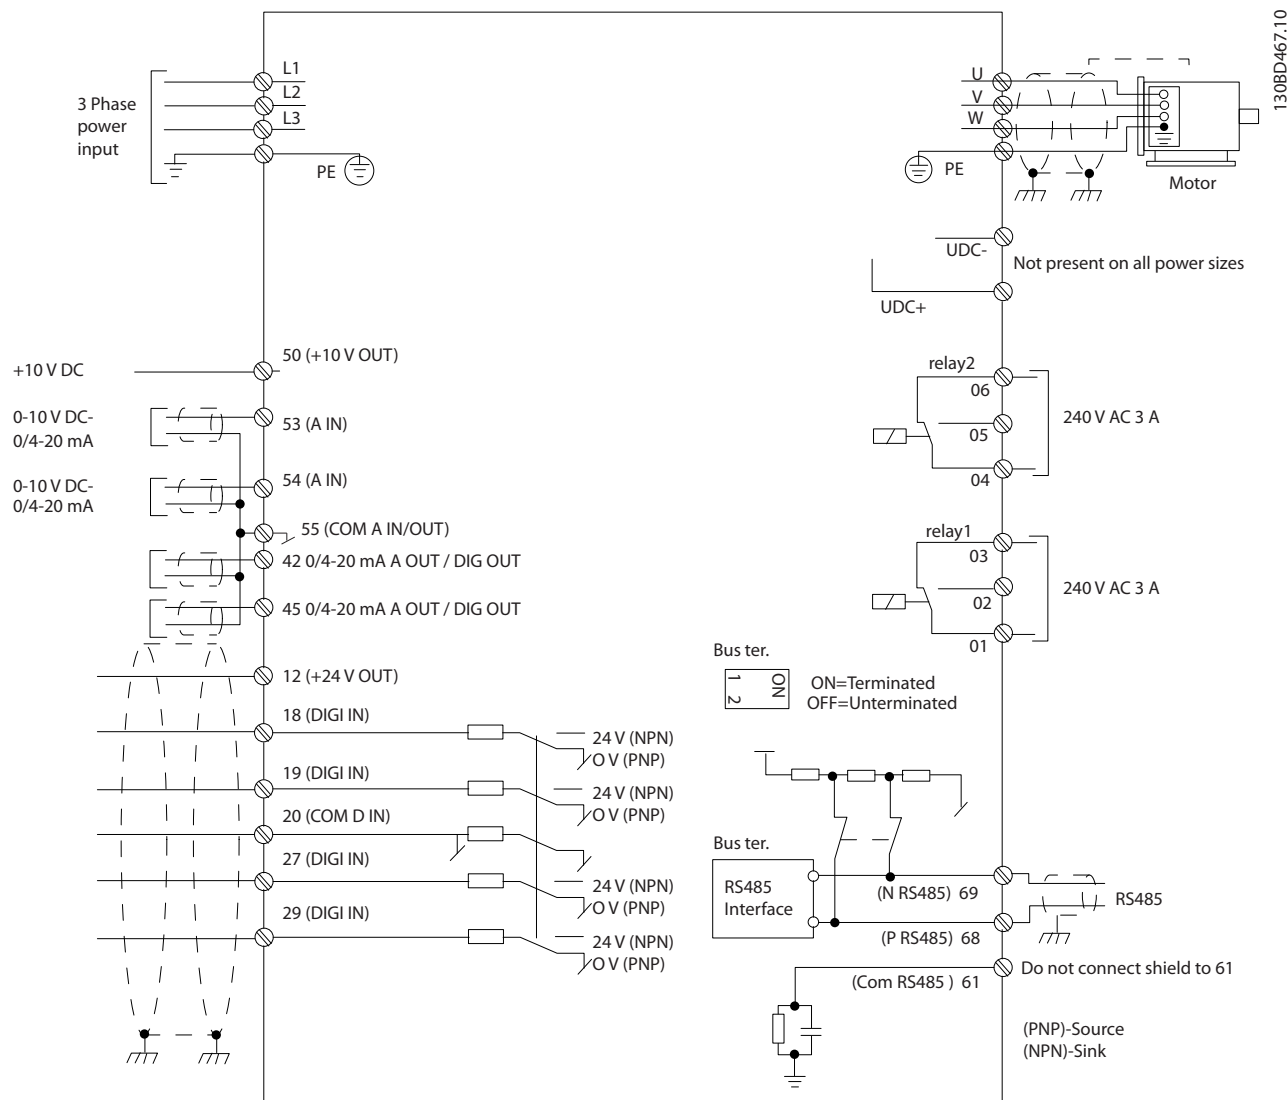 130BD467.10
3 Phase
power
input
L1
L2
L3
PE
U
V
W
PE
Motor
UDC-
Not present on all power sizes
UDC+
+10 V DC
50 (+10 V OUT)
0-10 V DC-
0/4-20 mA
53 (A IN)
0-10 V DC-
0/4-20 mA
54 (A IN)
55 (COM A IN/OUT)
42 0/4-20 mA A OUT / DIG OUT
45 0/4-20 mA A OUT / DIG OUT
12 (+24 V OUT)
18 (DIGI IN)
24 V (NPN)
O V (PNP)
19 (DIGI IN)
24 V (NPN)
O V (PNP)
20 (COM D IN)
27 (DIGI IN)
24 V (NPN)
O V (PNP)
29 (DIGI IN)
24 V (NPN)
O V (PNP)
relay2
06
05
04
240 V AC 3 A
relay1
03
02
01
240 V AC 3 A
Bus ter.
1
2
ON
ON=Terminated
OFF=Unterminated
Bus ter.
RS485
Interface
(N RS485) 69
(P RS485) 68
RS485
(Com RS485 ) 61
Do not connect shield to 61
(PNP)-Source
(NPN)-Sink